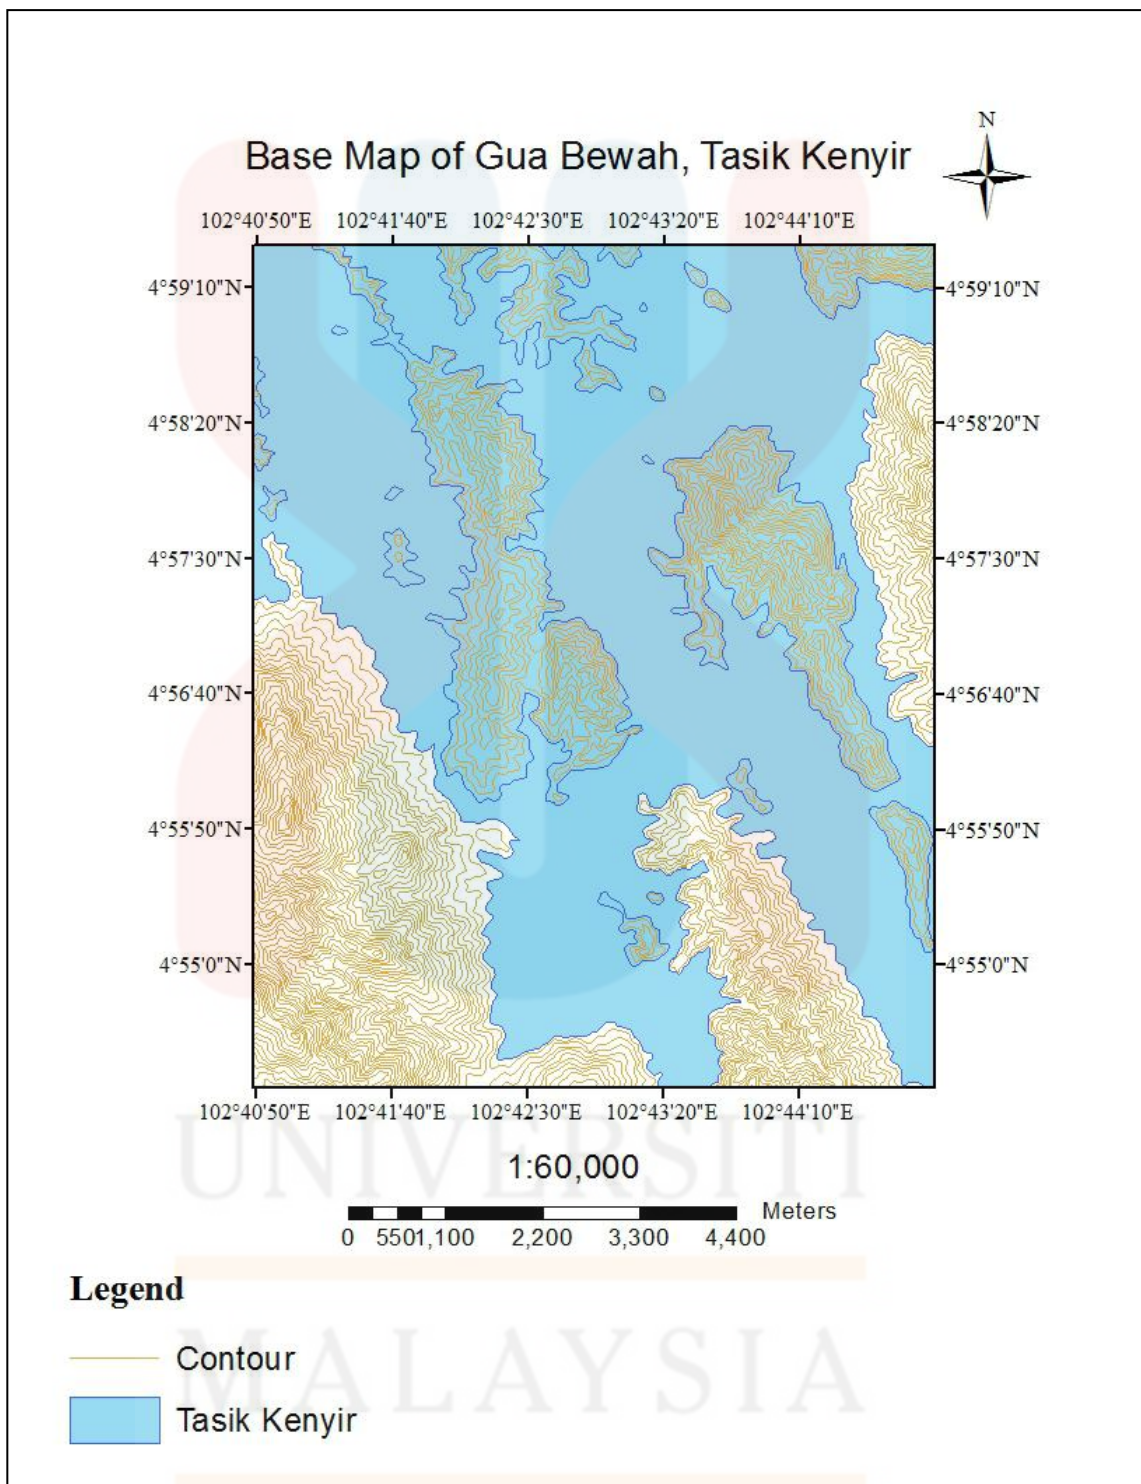 N
Base Map of Gua Bewah, Tasik Kenyir
102°40'50"E 102°41'40"E 102°42'30"E 102°43'20"E 102°44'10"E
4°59'10"N 4°59'10"N
4°58'20"N 4°58'20"N
4°57'30"N 4°57'30"N
4°56'40"N 4°56'40"N
4°55'50"N 4°55'50"N
4°55'0"N 4°55'0"N
102°40'50"E 102°41'40"E 102°42'30"E 102°43'20"E 102°44'10"E
UNIVERSITI
1:60,000
Meters
0 550 1,100 2,200 3,300 4,400
Legend
Contour
MALAYSIA
Tasik Kenyir